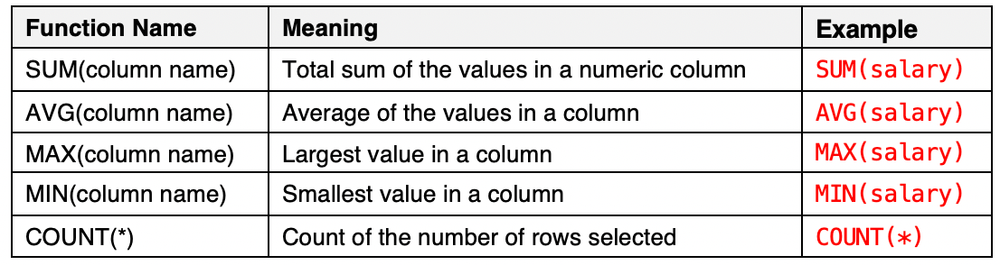 Function Name Meaning Example
SUM(column name) Total sum of the values in a numeric column SUM(salary)
AVG(column name) Average of the values in a column AVG(salary)
MAX(column name) Largest value in a column MAX(salary)
MIN(column name) Smallest value in a column MIN(salary)
COUNT(*) Count of the number of rows selected COUNT(*)